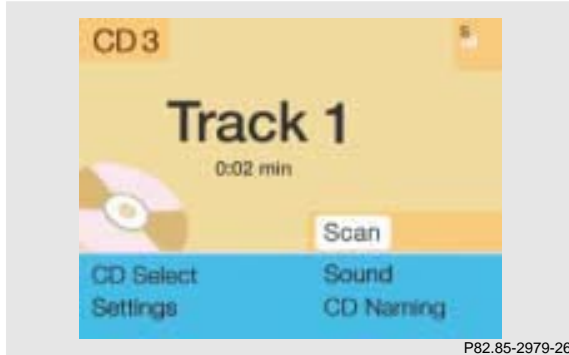 CD 3
S
Track 1
0:02 min
Scan
CD Select Sound
Settings CD Naming
P82.85-2979-26